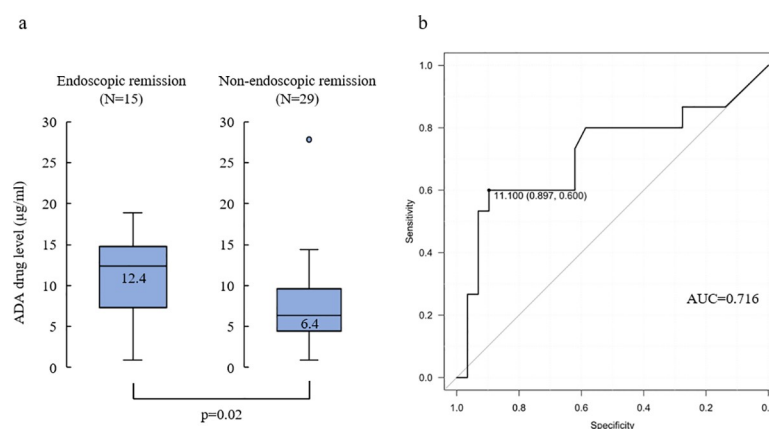 a
Endoscopic remission
(N=15)
Non-endoscopic remission
(N=29)
ADA drug level (µg/ml)
30
25
20
15
10
5
0
12.4
30
25
20
15
10
5
0
6.4
p=0.02
b
Sensitivity
1.0
0.8
0.6
0.4
0.2
0.0
11.100 (0.897, 0.600)
AUC=0.716
1.0
0.8
0.6
0.4
0.2
Specificity